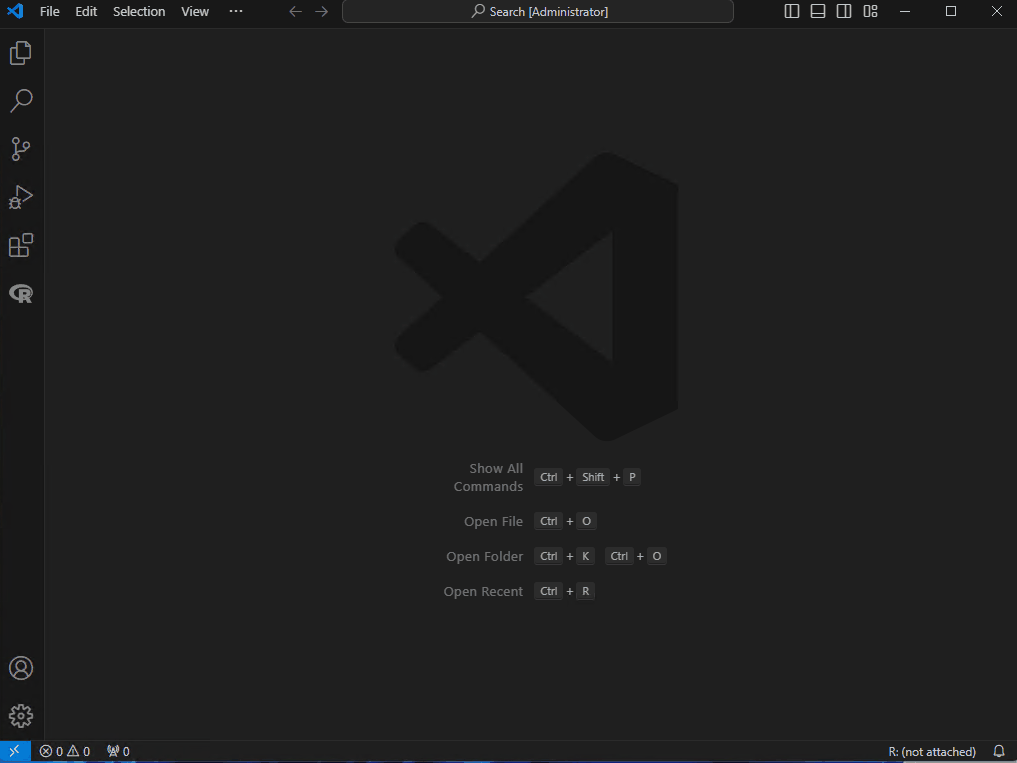 File Edit Selection View ··· Search [Administrator]
Show All
Commands Ctrl + Shift + P
Open File Ctrl + O
Open Folder Ctrl + K Ctrl + O
Open Recent Ctrl + R
0 0 0 R: (not attached)